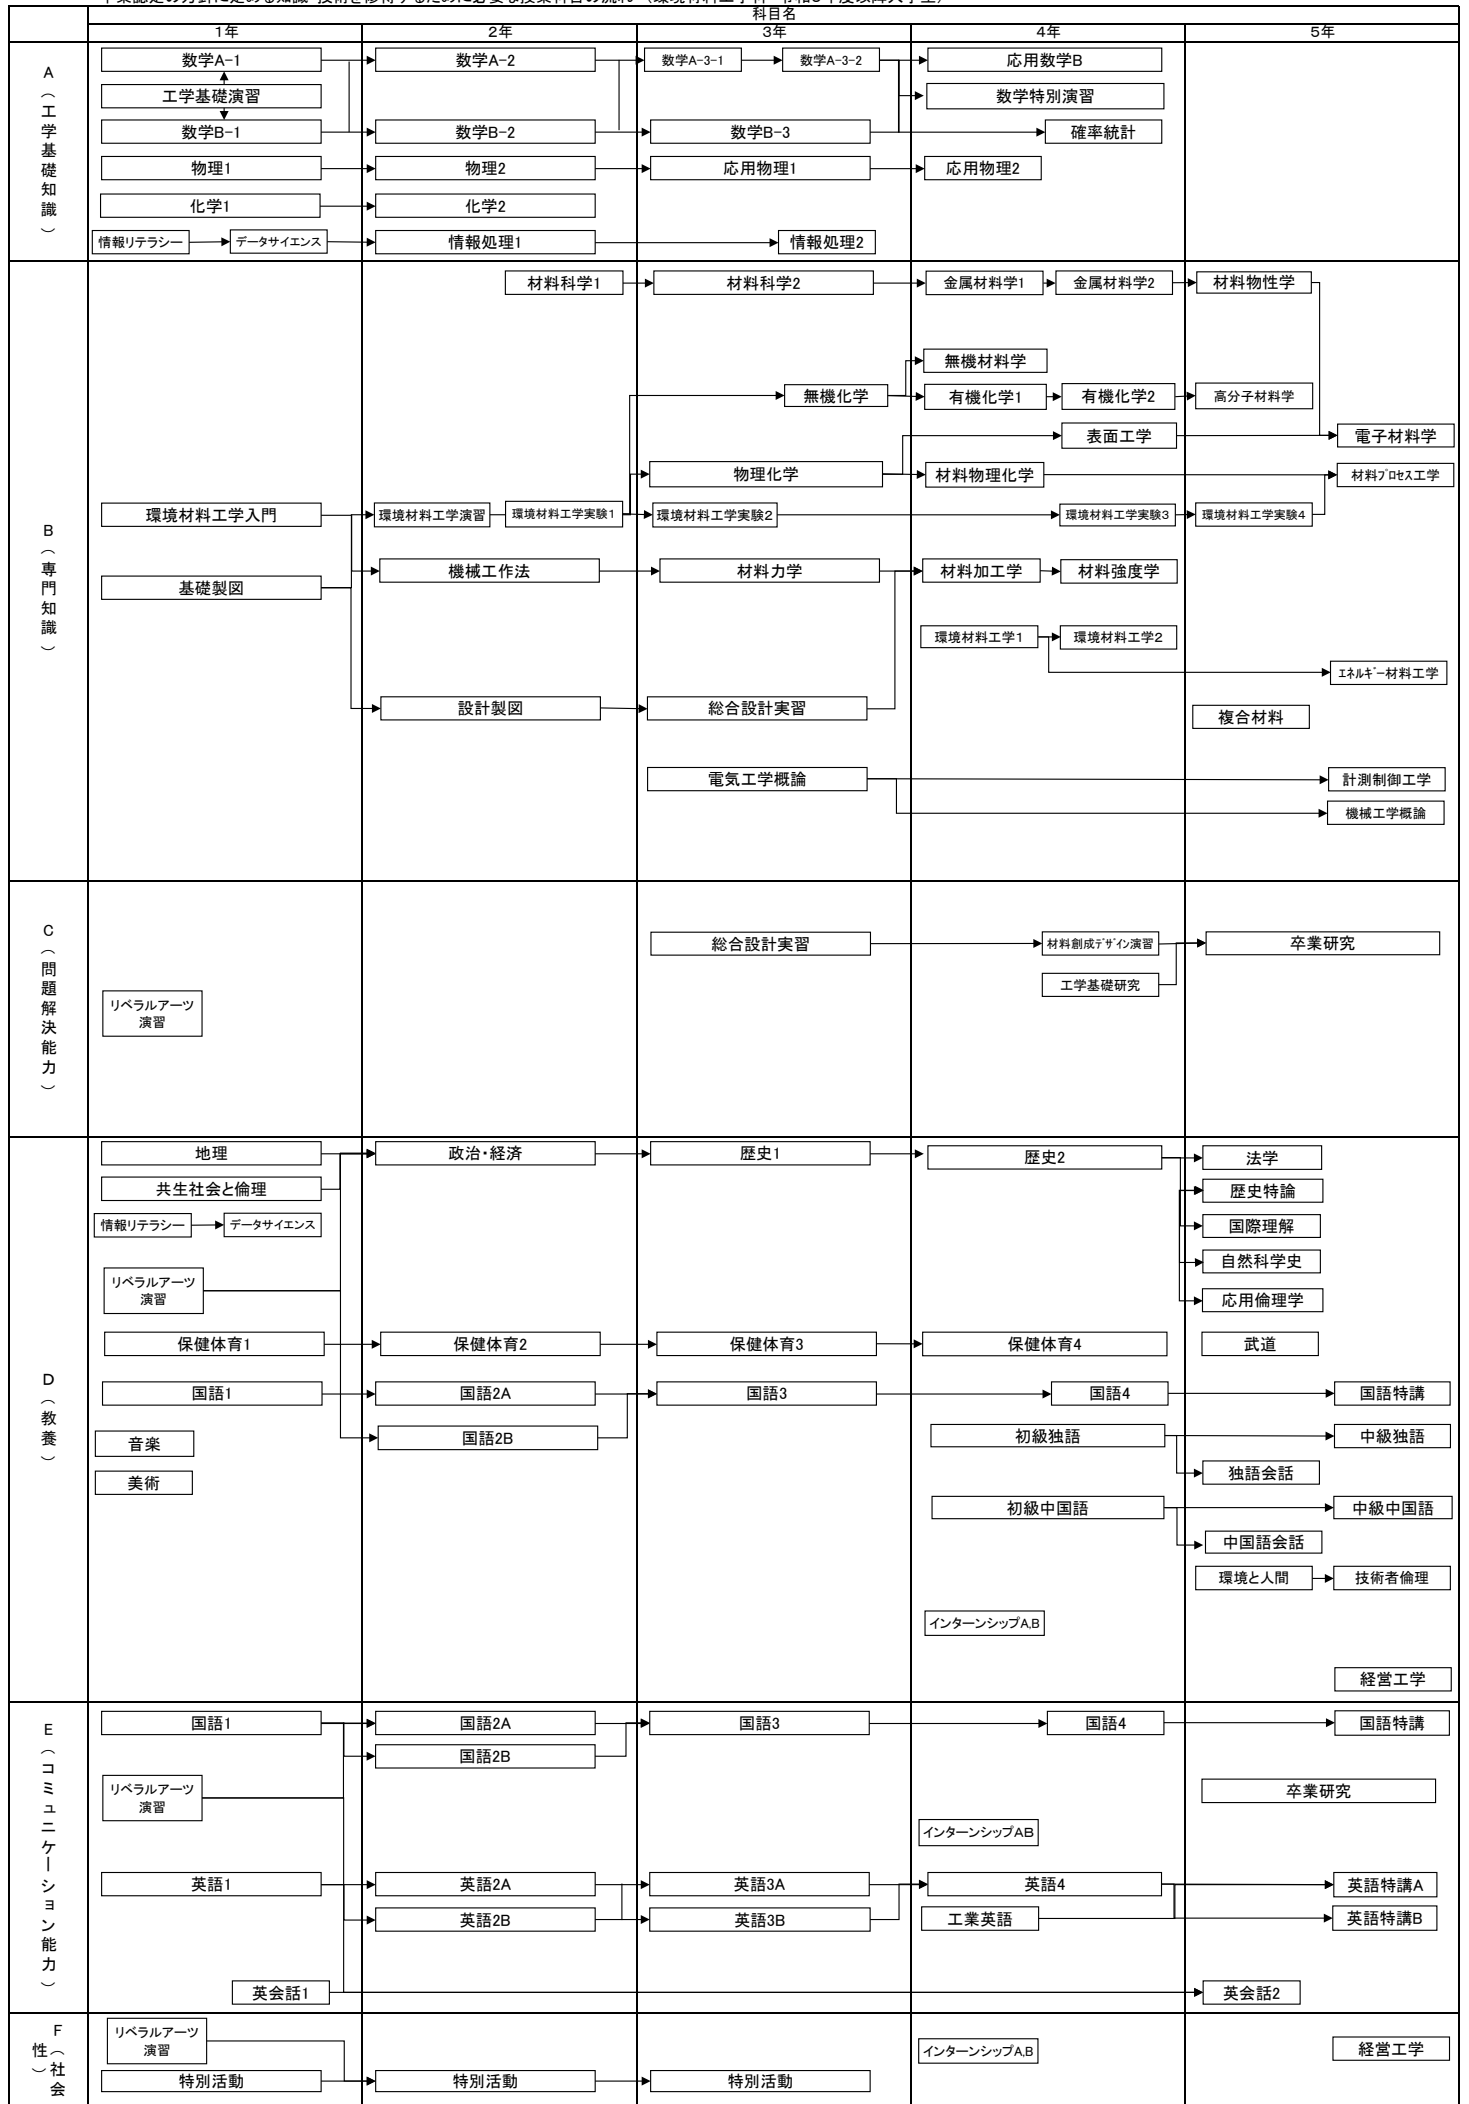 科目名
1年 2年 3年 4年 5年
A（工学基礎知識）
数学A-1 数学A-2 数学A-3-1 数学A-3-2 応用数学B
工学基礎演習 数学特別演習
数学B-1 数学B-2 数学B-3 確率統計
物理1 物理2 応用物理1 応用物理2
化学1 化学2
情報リテラシー データサイエンス 情報処理1 情報処理2
B（専門知識）
材料科学1 材料科学2 金属材料学1 金属材料学2 材料物性学
無機材料学
無機化学 有機化学1 有機化学2 高分子材料学
表面工学 電子材料学
物理化学 材料物理化学 材料プロセス工学
環境材料工学入門 環境材料工学演習 環境材料工学実験1 環境材料工学実験2 環境材料工学実験3 環境材料工学実験4
機械工作法 材料力学 材料加工学 材料強度学
基礎製図
環境材料工学1 環境材料工学2
エネルギー材料工学
設計製図 総合設計実習 複合材料
電気工学概論 計測制御工学
機械工学概論
C（問題解決能力）
総合設計実習 材料創成デザイン演習 卒業研究
工学基礎研究
リベラルアーツ
演習
D（教養）
地理 政治・経済 歴史1 歴史2 法学
共生社会と倫理 歴史特論
情報リテラシー データサイエンス 国際理解
自然科学史
リベラルアーツ
演習
応用倫理学
保健体育1 保健体育2 保健体育3 保健体育4 武道
国語1 国語2A 国語3 国語4 国語特講
音楽 国語2B 初級独語 中級独語
美術 独語会話
初級中国語 中級中国語
中国語会話
環境と人間 技術者倫理
インターンシップA,B
経営工学
E（コミュニケーション能力）
国語1 国語2A 国語3 国語4 国語特講
国語2B
リベラルアーツ
演習
卒業研究
インターンシップAB
英語1 英語2A 英語3A 英語4 英語特講A
英語2B 英語3B 工業英語 英語特講B
英会話1 英会話2
F（社会性）
リベラルアーツ
演習
インターンシップA,B 経営工学
特別活動 特別活動 特別活動